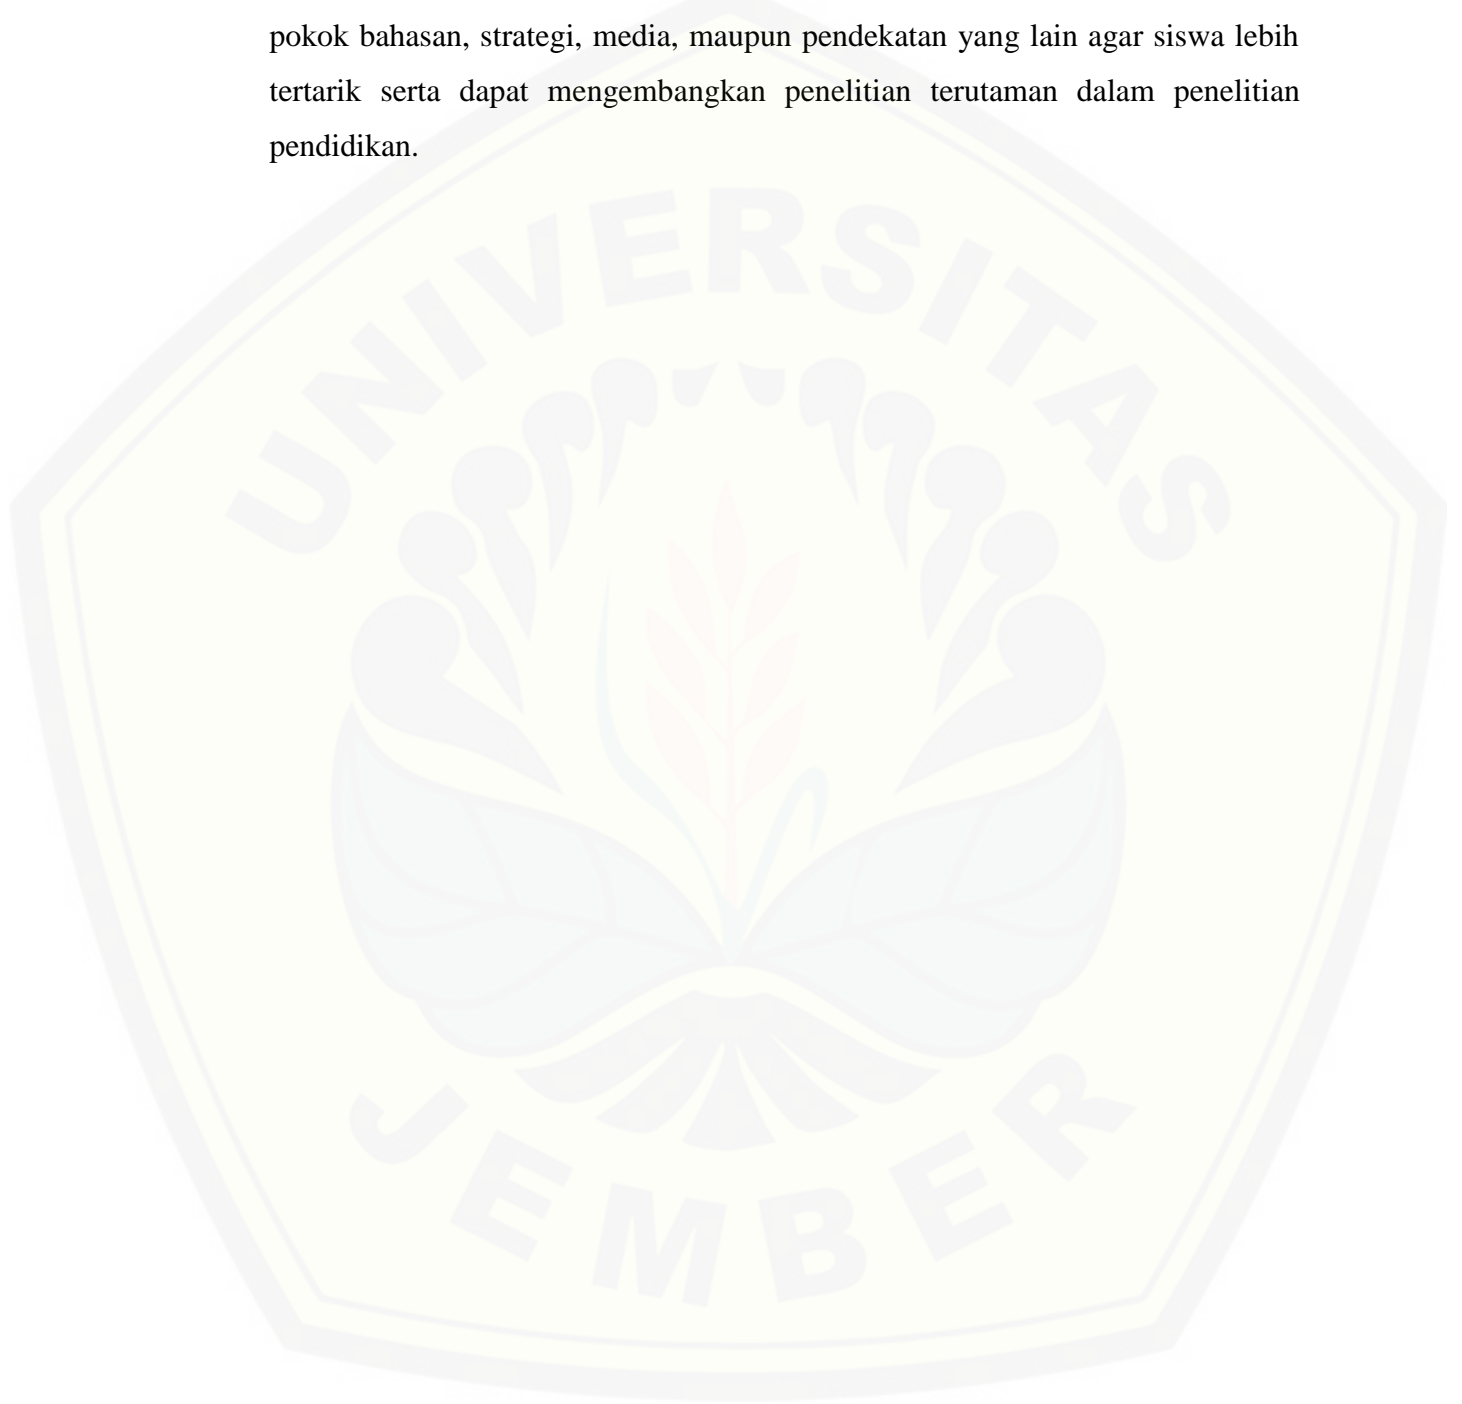 pokok bahasan, strategi, media, maupun pendekatan yang lain agar siswa lebih
tertarik serta dapat mengembangkan penelitian terutaman dalam penelitian
pendidikan.
UNIVERSITAS
JEMBER